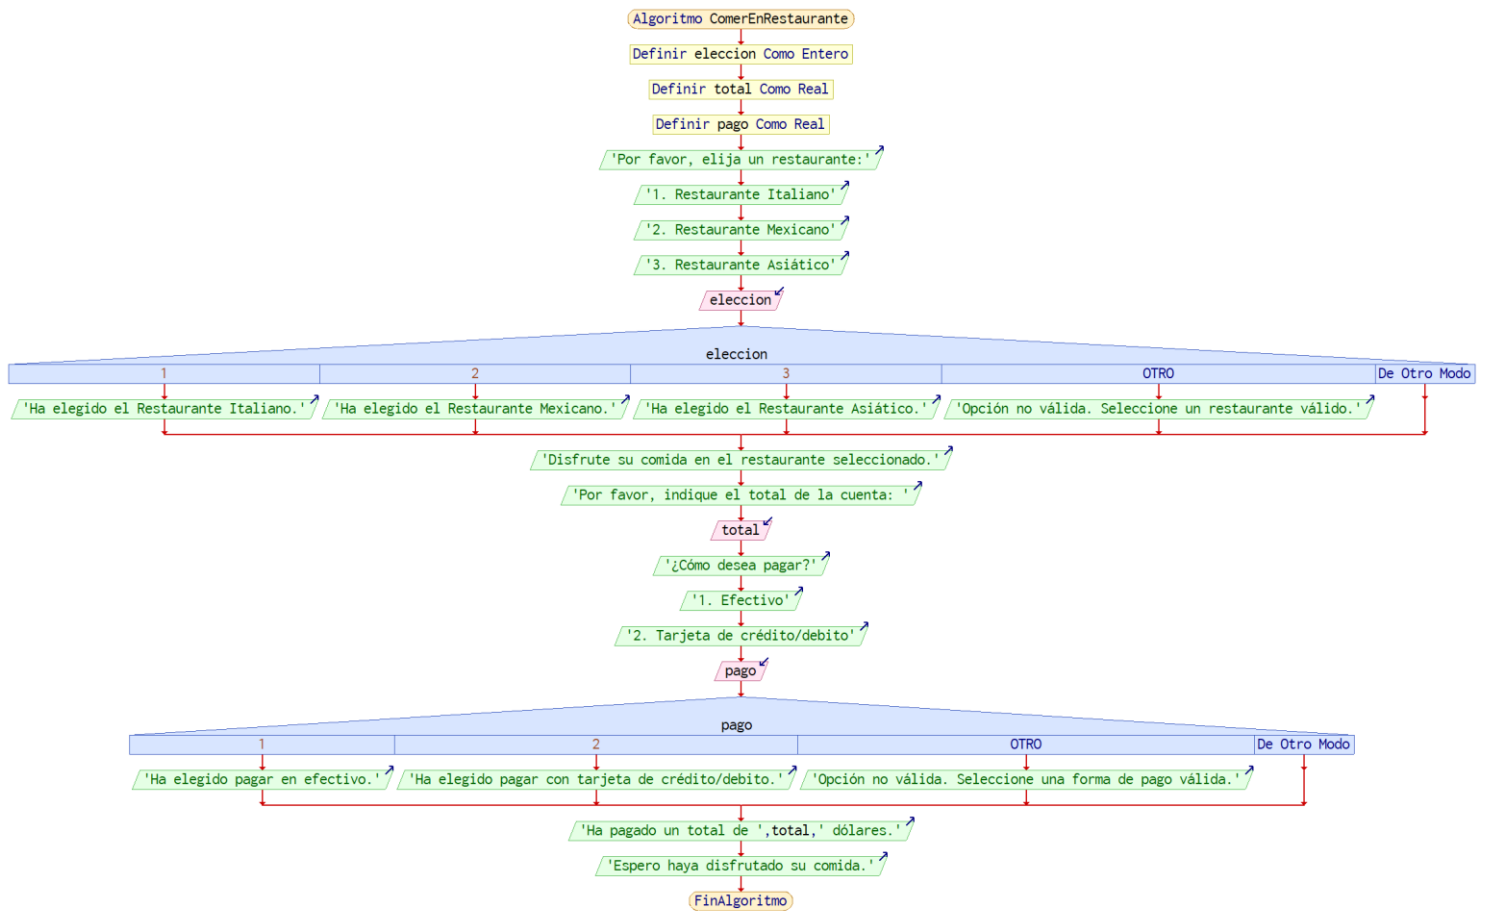 Algoritmo ComerEnRestaurante
Definir eleccion Como Entero
Definir total Como Real
Definir pago Como Real
'Por favor, elija un restaurante:'
'1. Restaurante Italiano'
'2. Restaurante Mexicano'
'3. Restaurante Asiático'
eleccion
eleccion
1 2 3 OTRO De Otro Modo
'Ha elegido el Restaurante Italiano.' 'Ha elegido el Restaurante Mexicano.' 'Ha elegido el Restaurante Asiático.' 'Opción no válida. Seleccione un restaurante válido.'
'Disfrute su comida en el restaurante seleccionado.'
'Por favor, indique el total de la cuenta: '
total
'¿Cómo desea pagar?'
'1. Efectivo'
'2. Tarjeta de crédito/debito'
pago
pago
1 2 OTRO De Otro Modo
'Ha elegido pagar en efectivo.' 'Ha elegido pagar con tarjeta de crédito/debito.' 'Opción no válida. Seleccione una forma de pago válida.'
'Ha pagado un total de ',total,' dólares.'
'Espero haya disfrutado su comida.'
FinAlgoritmo